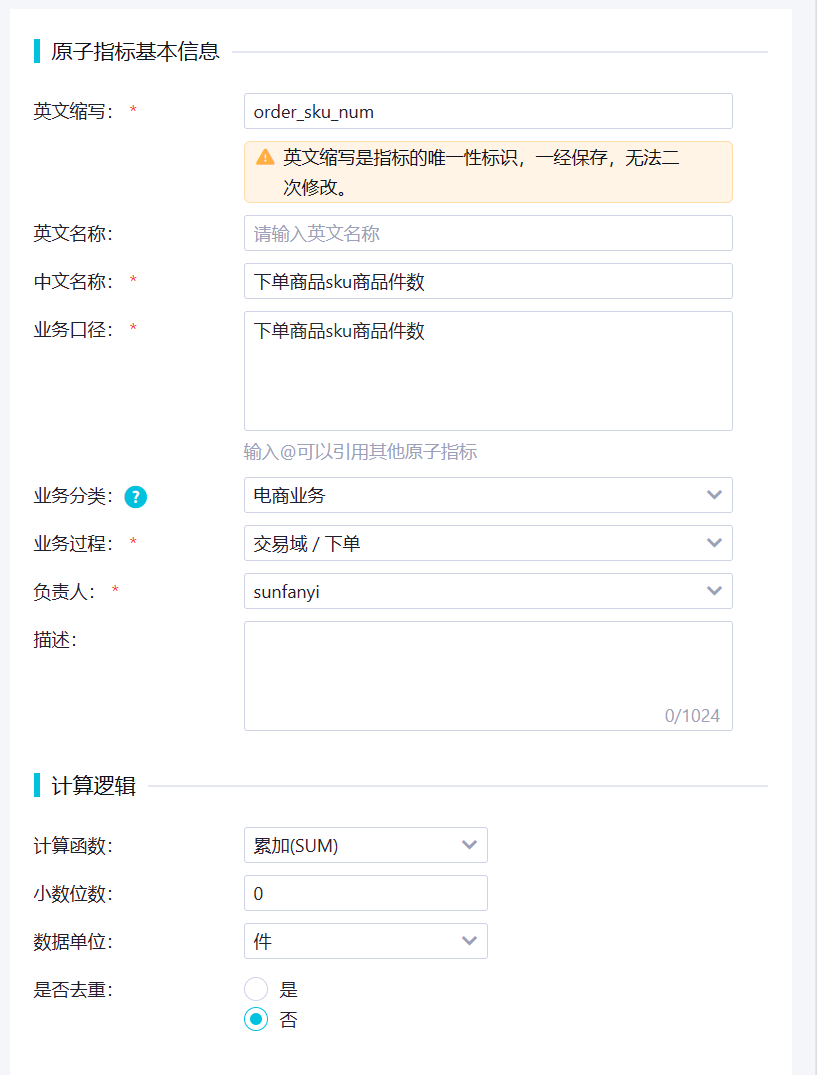 原子指标基本信息
英文缩写： *
order_sku_num
英文缩写是指标的唯一性标识，一经保存，无法二
次修改。
英文名称：
请输入英文名称
中文名称： *
下单商品sku商品件数
业务口径： *
下单商品sku商品件数
输入@可以引用其他原子指标
业务分类： ?
电商业务
业务过程： *
交易域 / 下单
负责人： *
sunfanyi
描述：
0/1024
计算逻辑
计算函数：
累加(SUM)
小数位数：
0
数据单位：
件
是否去重：
是
否